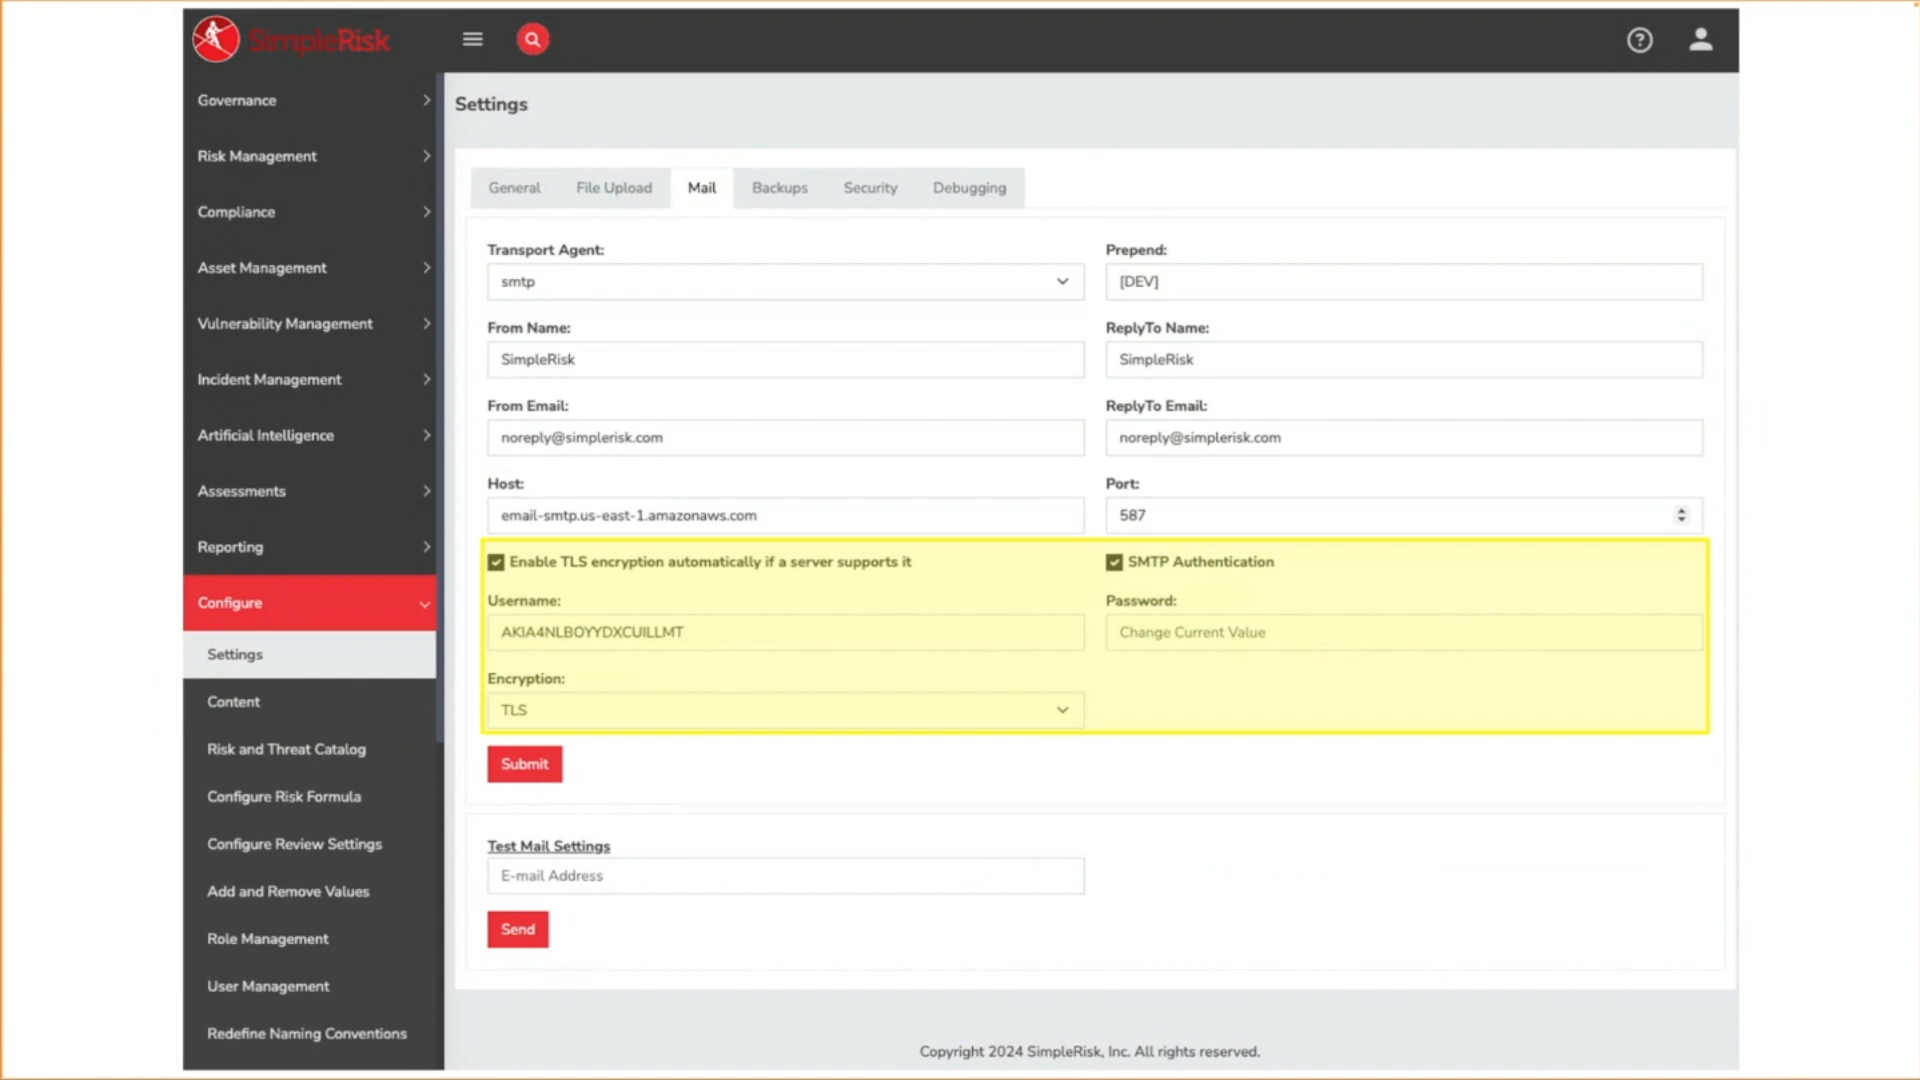 SimpleRisk
Governance
Risk Management
Compliance
Asset Management
Vulnerability Management
Incident Management
Artificial Intelligence
Assessments
Reporting
Configure
Settings
Content
Risk and Threat Catalog
Configure Risk Formula
Configure Review Settings
Add and Remove Values
Role Management
User Management
Redefine Naming Conventions
Settings
General File Upload Mail Backups Security Debugging
Transport Agent: Prepend:
smtp [DEV]
From Name: ReplyTo Name:
SimpleRisk SimpleRisk
From Email: ReplyTo Email:
noreply@simplerisk.com noreply@simplerisk.com
Host: Port:
email-smtp.us-east-1.amazonaws.com 587
Enable TLS encryption automatically if a server supports it SMTP Authentication
Username: Password:
AKIA4NLBOYYDXCUILLMT Change Current Value
Encryption:
TLS
Submit
Test Mail Settings
E-mail Address
Send
Copyright 2024 SimpleRisk, Inc. All rights reserved.